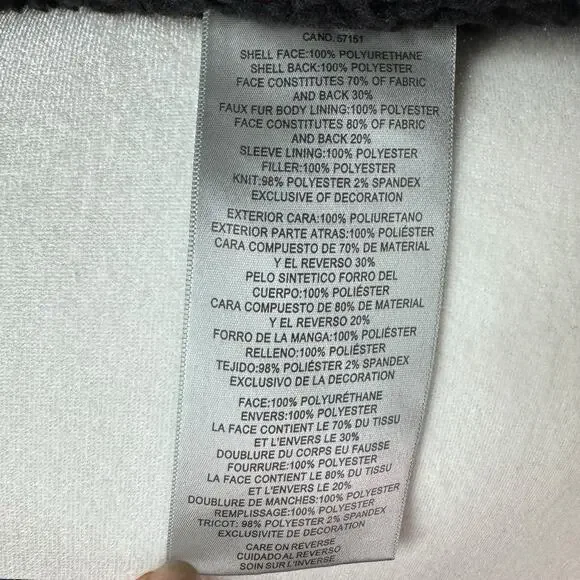 CANO. 57151
SHELL FACE:100% POLYURETHANE
SHELL BACK:100% POLYESTER
FACE CONSTITUTES 70% OF FABRIC
AND BACK 30%
FAUX FUR BODY LINING:100% POLYESTER
FACE CONSTITUTES 80% OF FABRIC
AND BACK 20%
SLEEVE LINING:100% POLYESTER
FILLER:100% POLYESTER
KNIT:98% POLYESTER 2% SPANDEX
EXCLUSIVE OF DECORATION
EXTERIOR CARA:100% POLIURETANO
EXTERIOR PARTE ATRAS:100% POLIÉSTER
CARA COMPUESTO DE 70% DE MATERIAL
Y EL REVERSO 30%
PELO SINTETICO FORRO DEL
CUERPO:100% POLIÉSTER
CARA COMPUESTO DE 80% DE MATERIAL
Y EL REVERSO 20%
FORRO DE LA MANGA:100% POLIÉSTER
RELLENO:100% POLIÉSTER
TEJIDO:98% POLIÉSTER 2% SPANDEX
EXCLUSIVO DE LA DECORATION
FACE:100% POLYURÉTHANE
ENVERS:100% POLYESTER
LA FACE CONTIENT LE 70% DU TISSU
ET L'ENVERS LE 30%
DOUBLURE DU CORPS EU FAUSSE
FOURRURE:100% POLYESTER
LA FACE CONTIENT LE 80% DU TISSU
ET L'ENVERS LE 20%
DOUBLURE DE MANCHES:100% POLYESTER
REMPLISSAGE:100% POLYESTER
TRICOT: 98% POLYESTER 2% SPANDEX
EXCLUSIVITE DE DECORATION
CARE ON REVERSE
CUIDADO AL REVERSO
SOIN SUR L'INVERSE